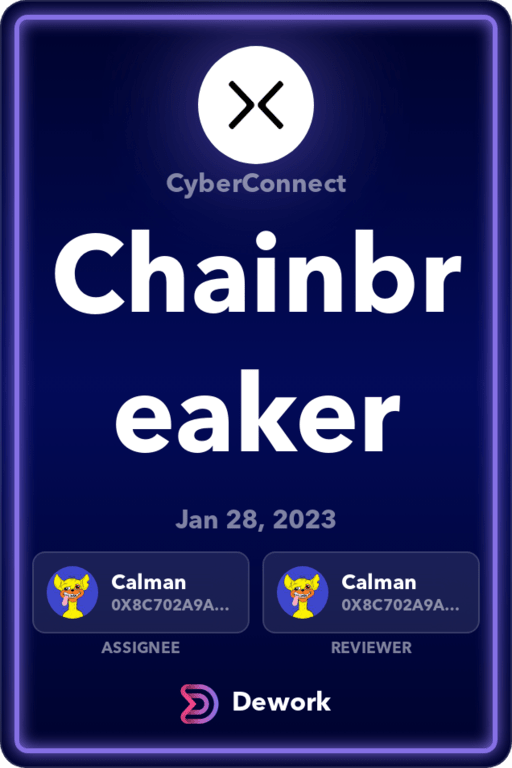 CyberConnect
Chainbr
eaker
Jan 28, 2023
Calman
0X8C702A9A...
ASSIGNEE
Calman
0X8C702A9A...
REVIEWER
Dework